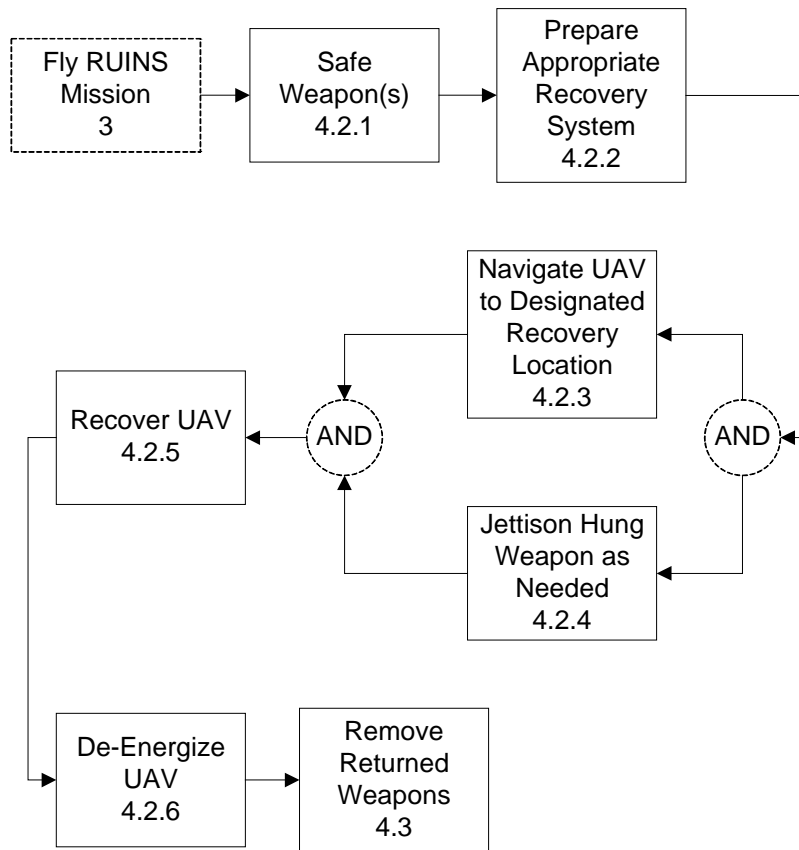 Fly RUINS
Mission
3
Safe
Weapon(s)
4.2.1
Prepare
Appropriate
Recovery
System
4.2.2
Navigate UAV
to Designated
Recovery
Location
4.2.3
AND
Jettison Hung
Weapon as
Needed
4.2.4
AND
Recover UAV
4.2.5
De-Energize
UAV
4.2.6
Remove
Returned
Weapons
4.3